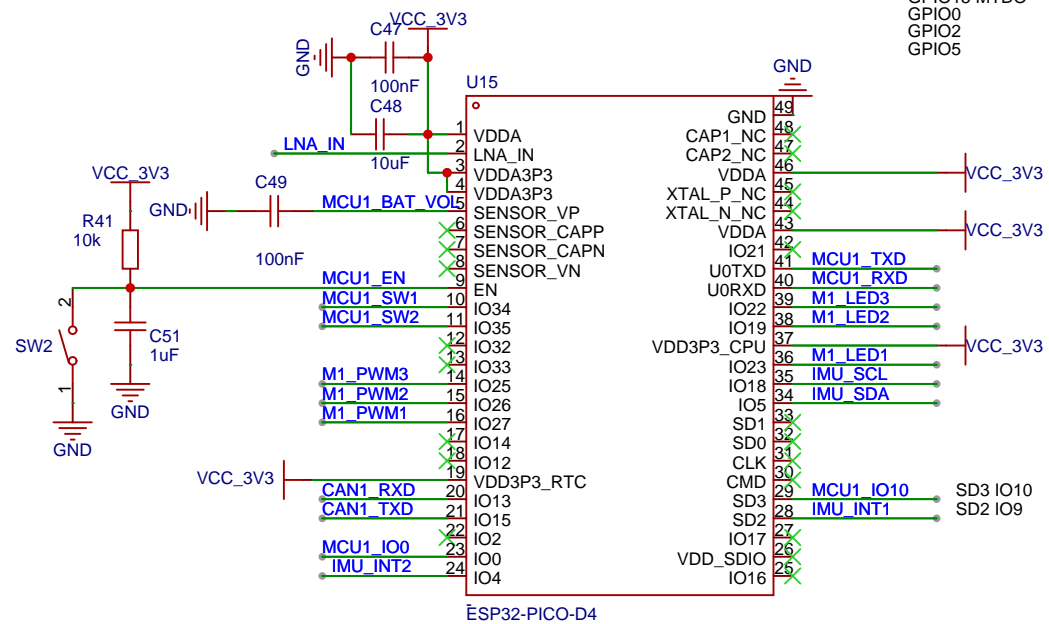 GPIO0
GPIO2
GPIO5
VCC_3V3
C47
GND
100nF
C48
10uF
U15
GND
LNA_IN
VCC_3V3
R41
10k
C49
GND
100nF
MCU1_BAT_VOL
MCU1_EN
MCU1_SW1
MCU1_SW2
2
SW2
1
C51
1uF
GND
GND
M1_PWM3
M1_PWM2
M1_PWM1
VCC_3V3
CAN1_RXD
CAN1_TXD
MCU1_IO0
IMU_INT2
1 VDDA
2 LNA_IN
3 VDDA3P3
4 VDDA3P3
5 SENSOR_VP
6 SENSOR_CAPP
7 SENSOR_CAPN
8 SENSOR_VN
9 EN
10 IO34
11 IO35
12 IO32
13 IO33
14 IO25
15 IO26
16 IO27
17 IO14
18 IO12
19 VDD3P3_RTC
20 IO13
21 IO15
22 IO2
23 IO0
24 IO4
GND 49
CAP1_NC 48
CAP2_NC 47
VDDA 46 VCC_3V3
XTAL_P_NC 45
XTAL_N_NC 44
VDDA 43 VCC_3V3
IO21 42
U0TXD 41 MCU1_TXD
U0RXD 40 MCU1_RXD
IO22 39 M1_LED3
IO19 38 M1_LED2
VDD3P3_CPU 37 VCC_3V3
IO23 36 M1_LED1
IO18 35 IMU_SCL
IO5 34 IMU_SDA
SD1 33
SD0 32
CLK 31
CMD 30
SD3 29 MCU1_IO10 SD3 IO10
SD2 28 IMU_INT1 SD2 IO9
IO17 27
VDD_SDIO 26
IO16 25
ESP32-PICO-D4